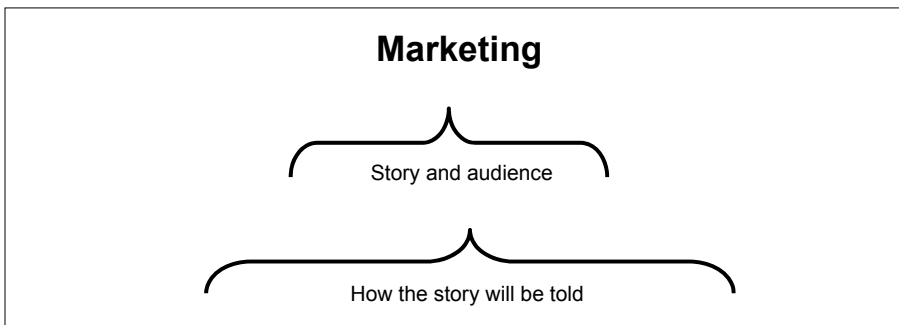 Marketing
Story and audience
How the story will be told